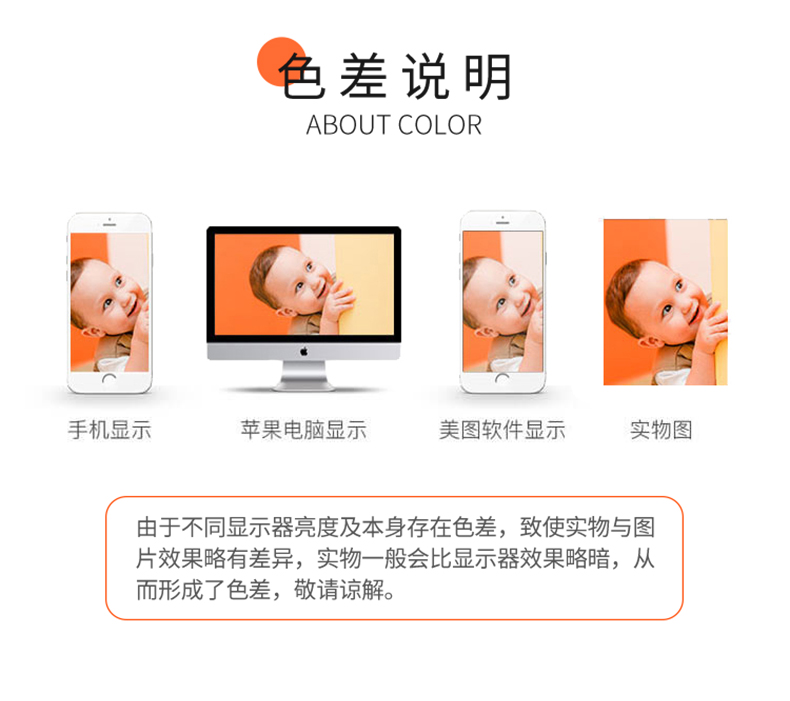 色差说明
ABOUT COLOR
手机显示
苹果电脑显示
美图软件显示
实物图
由于不同显示器亮度及本身存在色差，致使实物与图
片效果略有差异，实物一般会比显示器效果略暗，从
而形成了色差，敬请谅解。